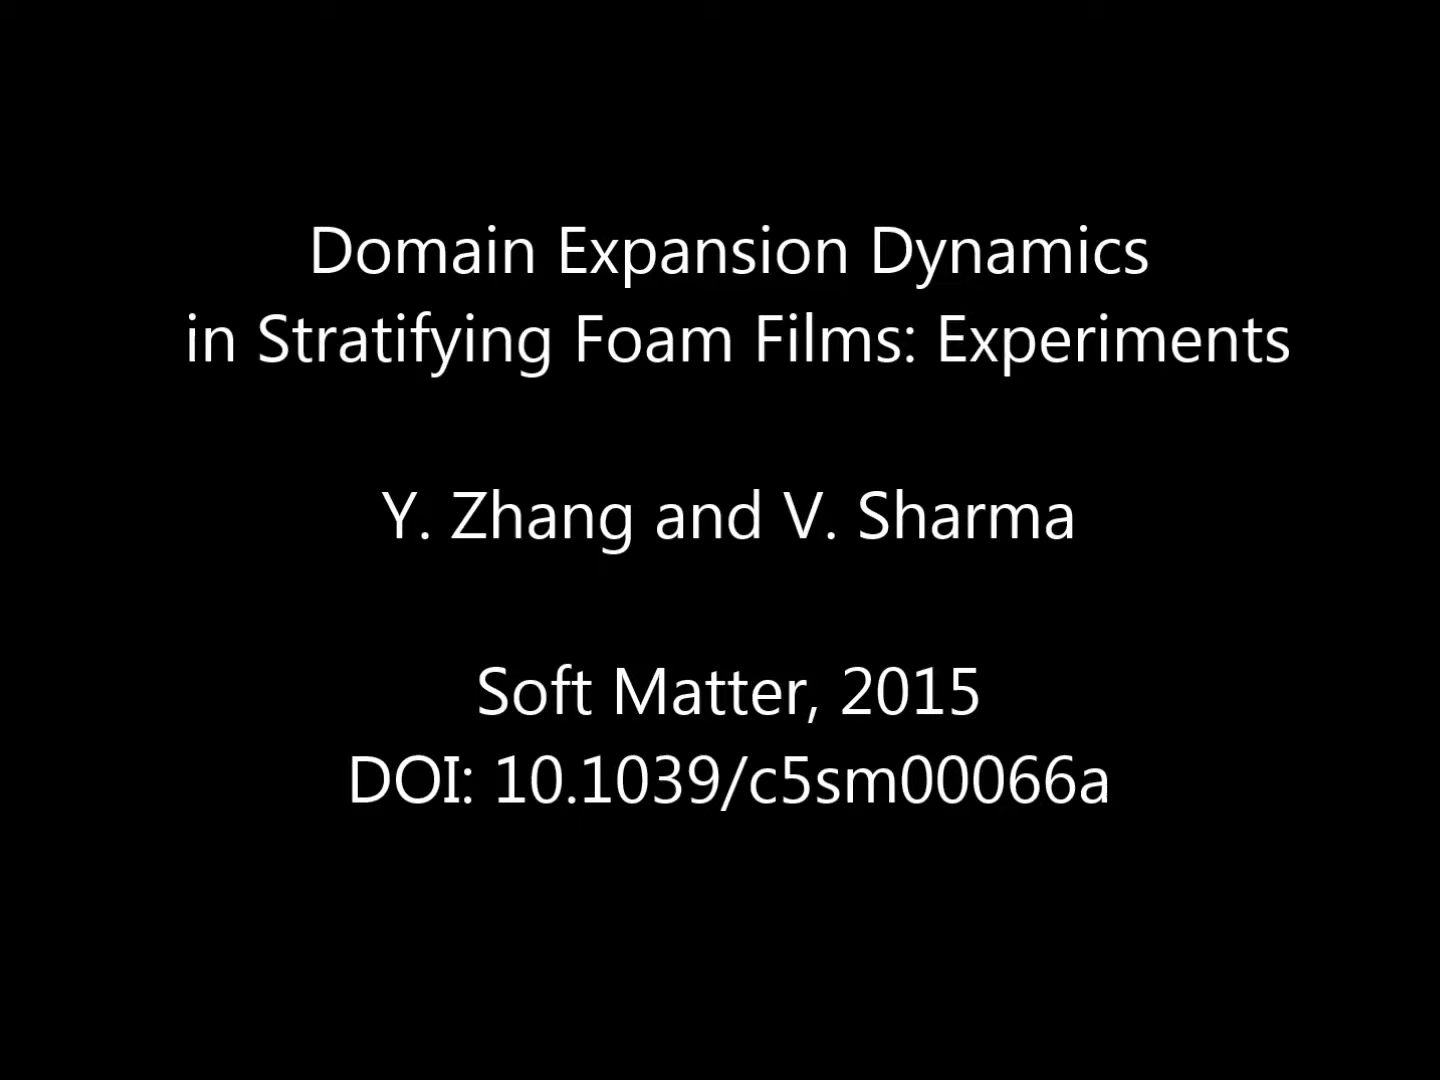 Domain Expansion Dynamics
in Stratifying Foam Films: Experiments
Y. Zhang and V. Sharma
Soft Matter, 2015
DOI: 10.1039/c5sm00066a